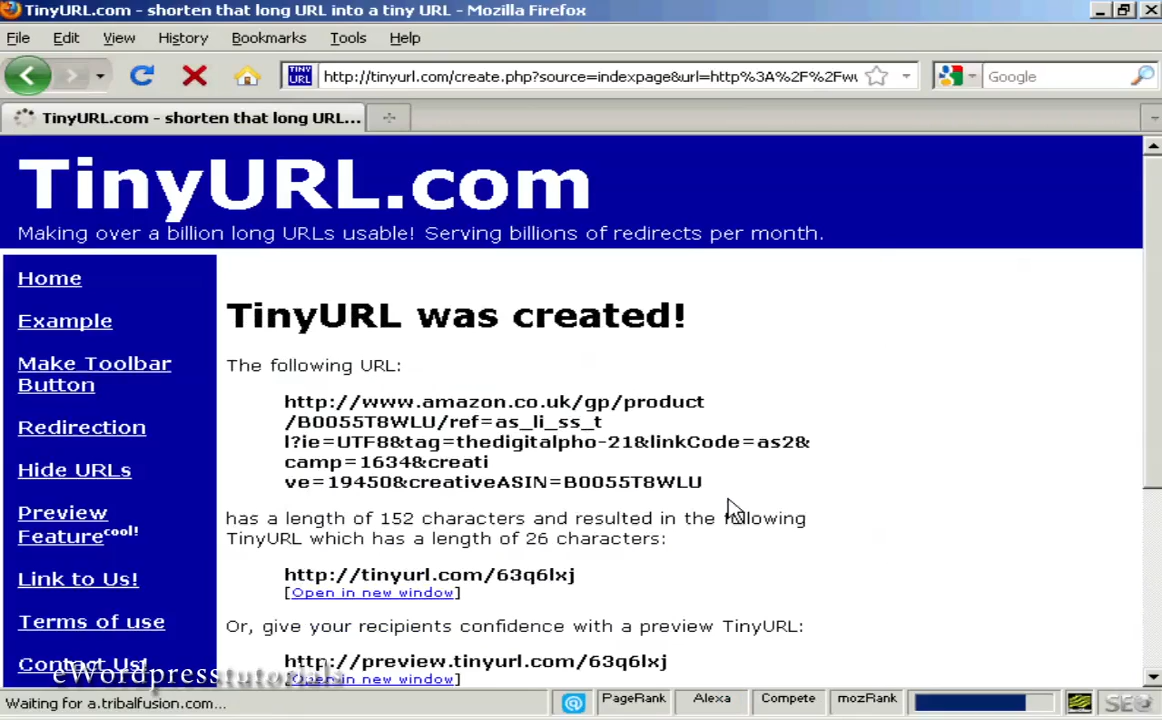 TinyURL.com - shorten that long URL into a tiny URL - Mozilla Firefox
File Edit View History Bookmarks Tools Help
TINY URL http://tinyurl.com/create.php?source=indexpage&url=http%3A%2F%2Fw Google
TinyURL.com - shorten that long URL...
TinyURL.com
Making over a billion long URLs usable! Serving billions of redirects per month.
Home
Example
Make Toolbar
Button
Redirection
Hide URLs
Preview
Feature cool!
Link to Us!
Terms of use
Contact Us!
TinyURL was created!
The following URL:
http://www.amazon.co.uk/gp/product
/B0055T8WLU/ref=as_li_ss_t
l?ie=UTF8&tag=thedigitalpho-21&linkCode=as2&
camp=1634&creati
ve=19450&creativeASIN=B0055T8WLU
has a length of 152 characters and resulted in the following
TinyURL which has a length of 26 characters:
http://tinyurl.com/63q6lxj
[Open in new window]
Or, give your recipients confidence with a preview TinyURL:
http://preview.tinyurl.com/63q6lxj
[Open in new window]
eWordpresstutorials
Waiting for a.tribalfusion.com... @ PageRank Alexa Compete mozRank SEO